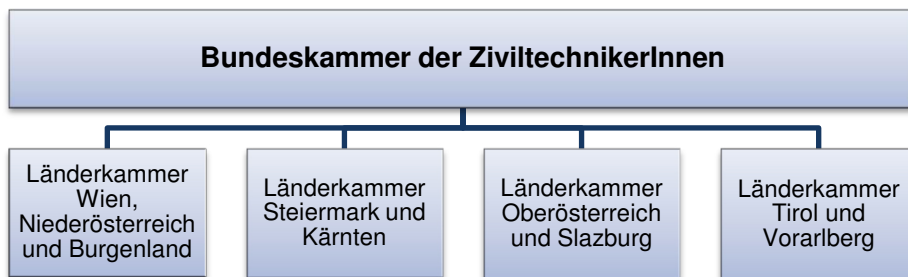 Bundeskammer der ZiviltechnikerInnen
Länderkammer
Wien,
Niederösterreich
und Burgenland
Länderkammer
Steiermark und
Kärnten
Länderkammer
Oberösterreich
und Slazburg
Länderkammer
Tirol und
Vorarlberg